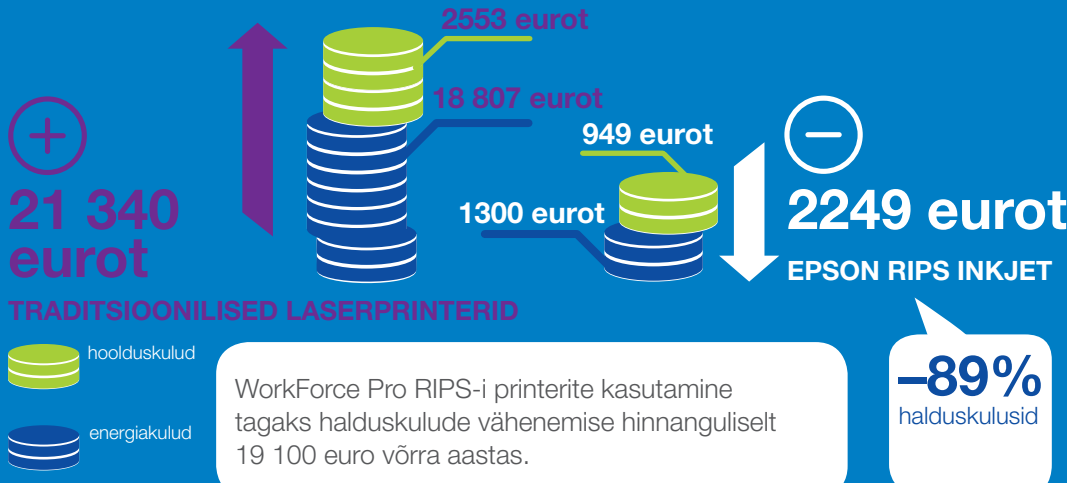 2553 eurot
18 807 eurot
21 340
eurot
TRADITSIOONILISED LASERPRINTERID
949 eurot
1300 eurot
2249 eurot
EPSON RIPS INKJET
–89%
halduskulusid
hoolduskulud
energiakulud
WorkForce Pro RIPS-i printerite kasutamine
tagaks halduskulude vähenemise hinnanguliselt
19 100 euro võrra aastas.